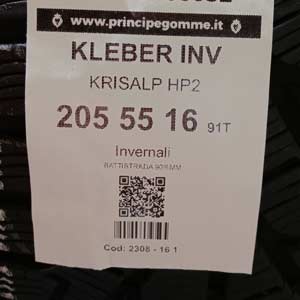 www.principegomme.it
KLEBER INV
KRISALP HP2
205 55 16 91T
Invernali
Cod: 2308 - 16 1